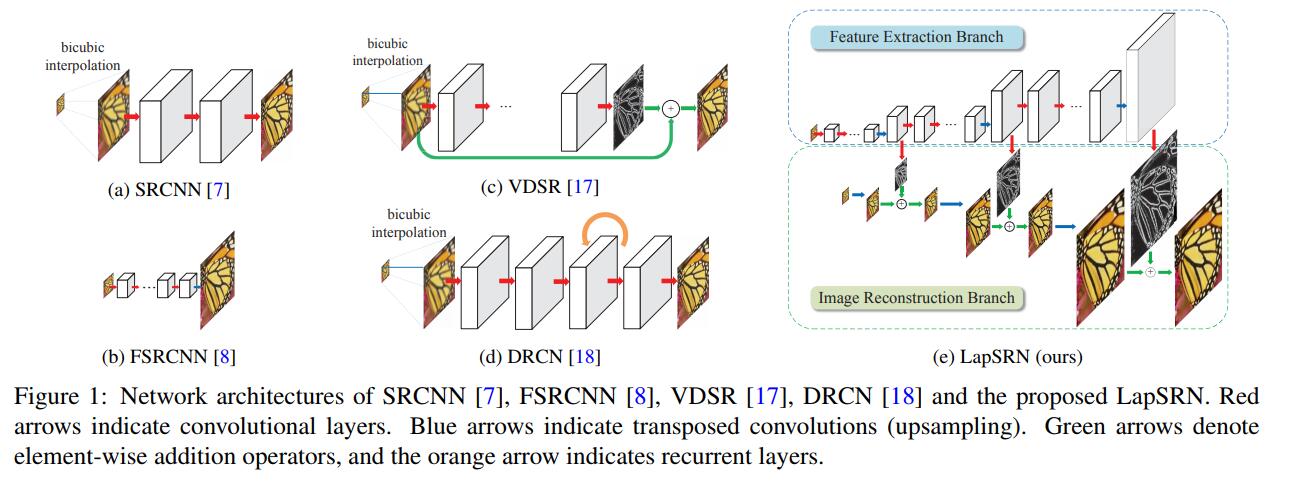 bicubic
interpolation
(a) SRCNN [7]
(b) FSRCNN [8]
bicubic
interpolation
...
(c) VDSR [17]
bicubic
interpolation
(d) DRCN [18]
Feature Extraction Branch
...
...
...
Image Reconstruction Branch
(e) LapSRN (ours)
Figure 1: Network architectures of SRCNN [7], FSRCNN [8], VDSR [17], DRCN [18] and the proposed LapSRN. Red
arrows indicate convolutional layers. Blue arrows indicate transposed convolutions (upsampling). Green arrows denote
element-wise addition operators, and the orange arrow indicates recurrent layers.